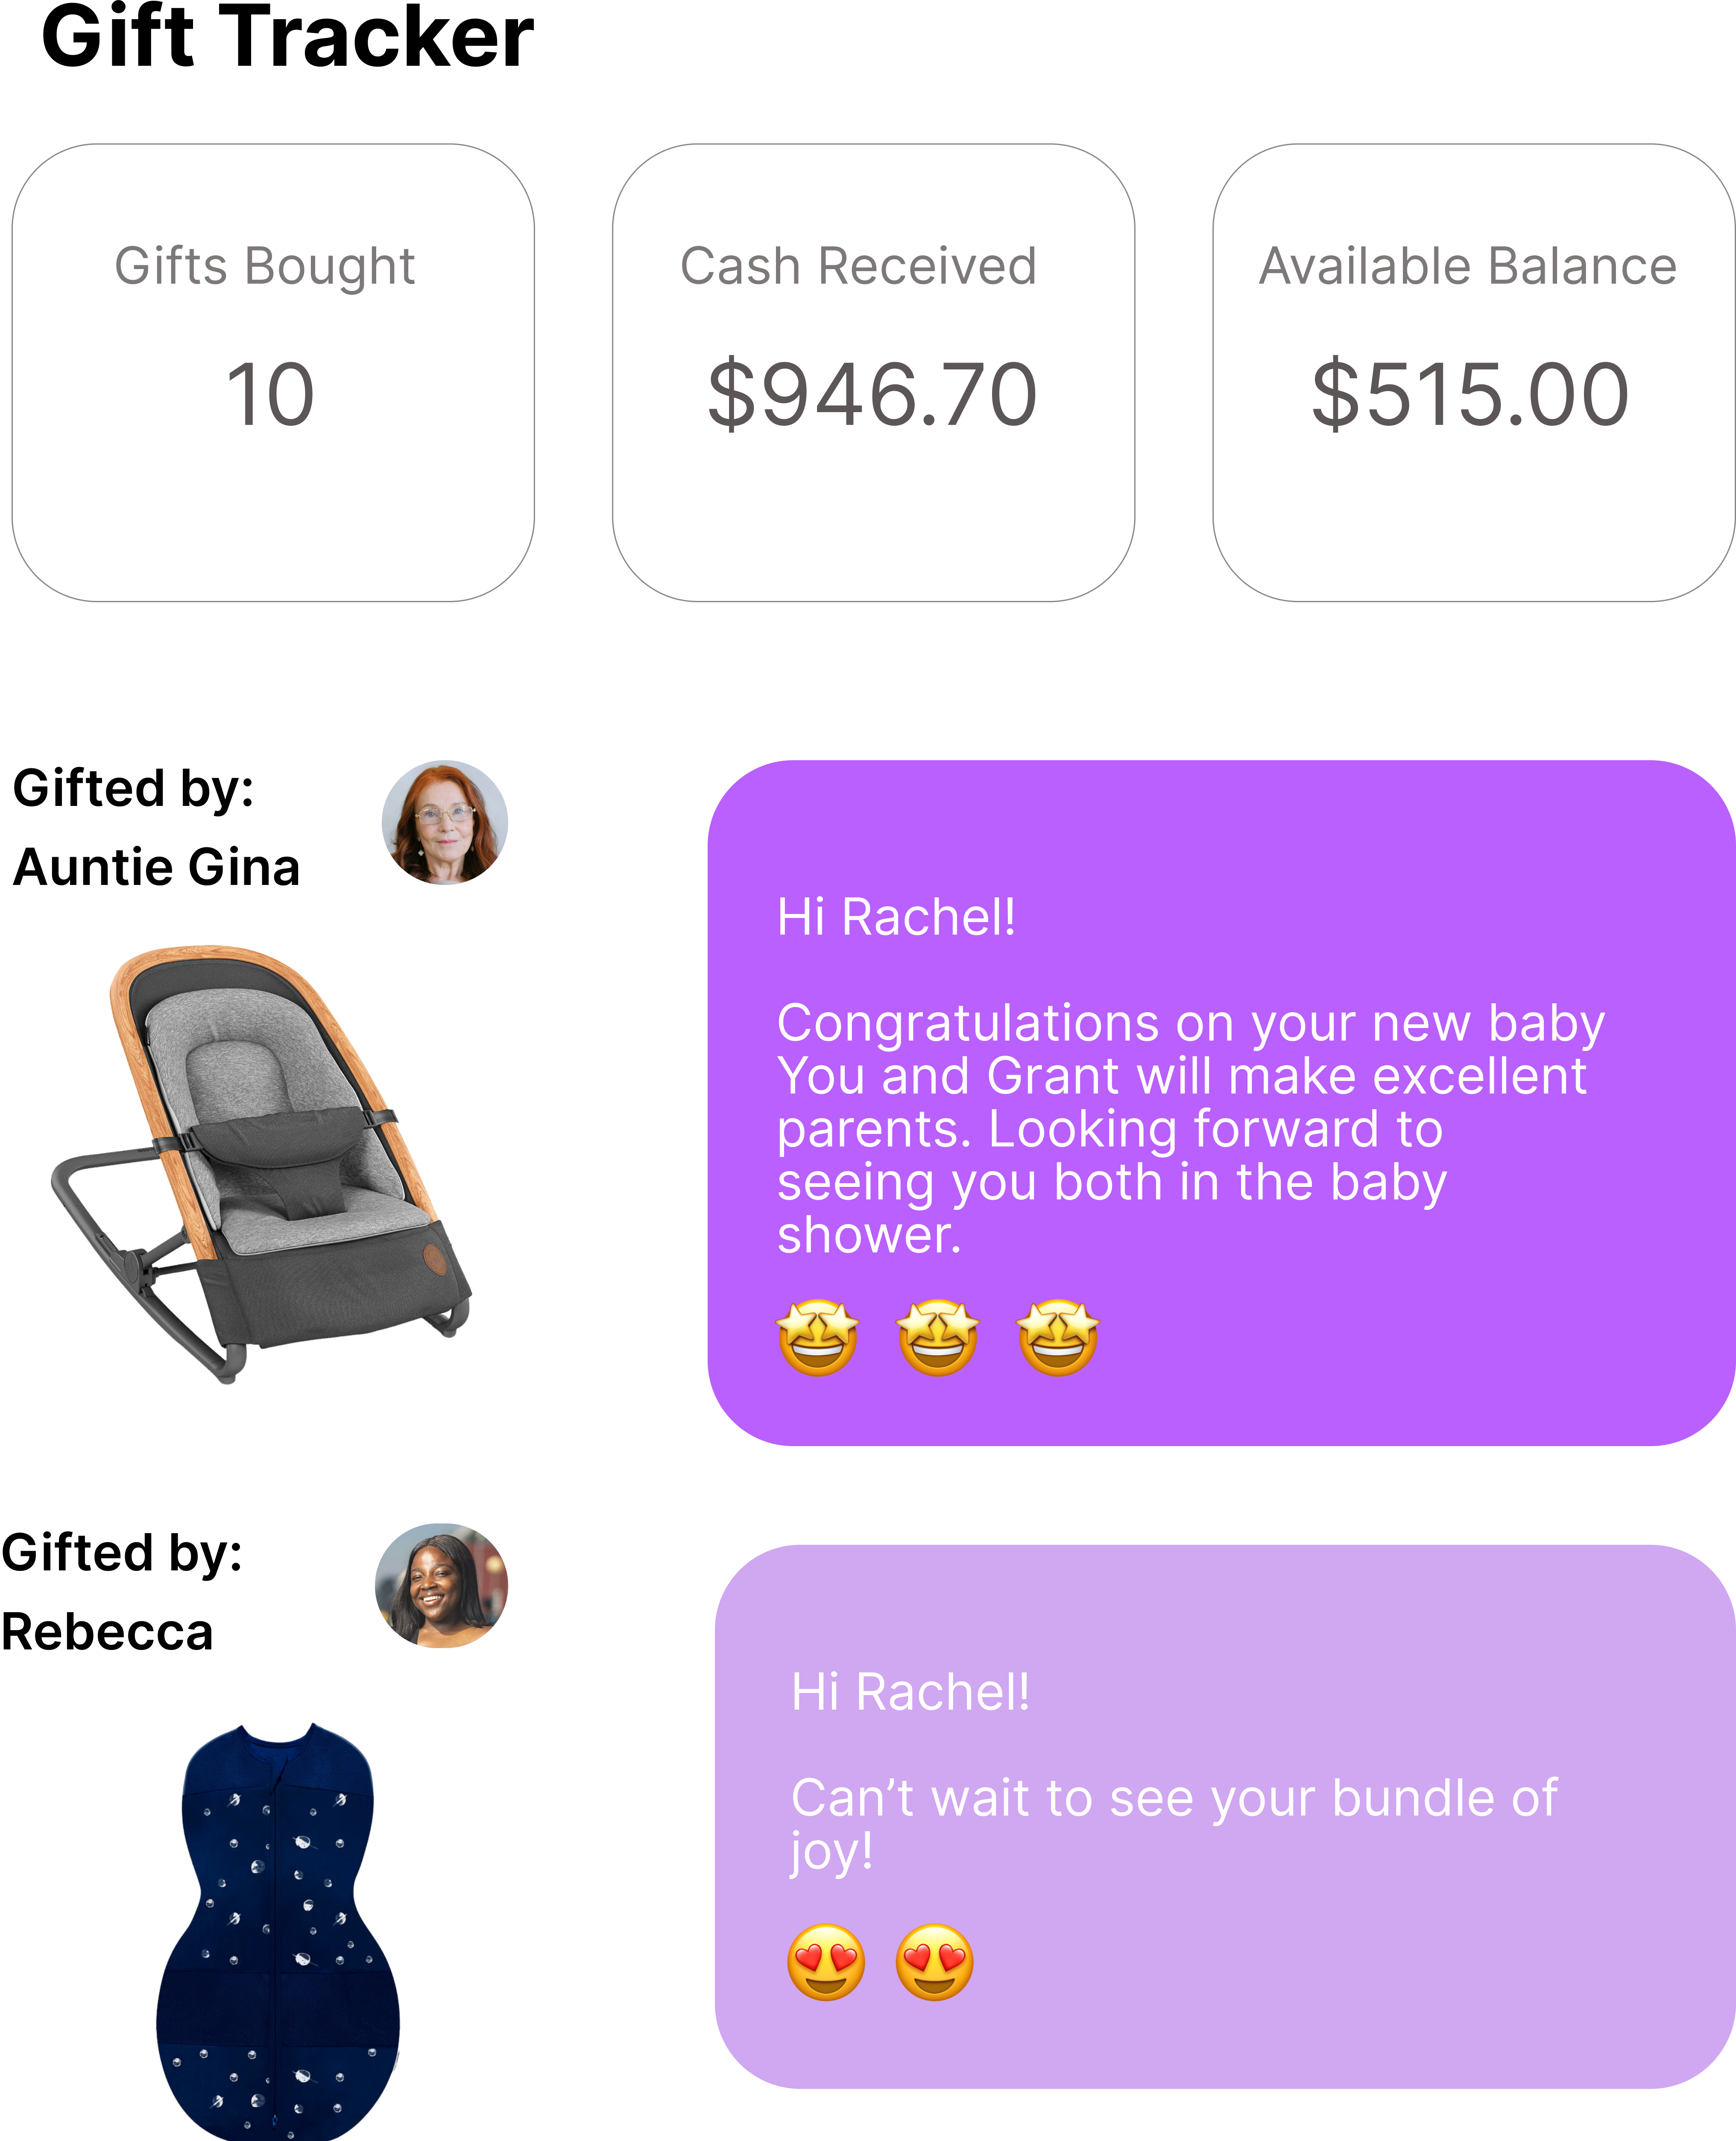 Gift Tracker
Gifts Bought
10
Cash Received
$946.70
Available Balance
$515.00
Gifted by:
Auntie Gina
Hi Rachel!
Congratulations on your new baby
You and Grant will make excellent
parents. Looking forward to
seeing you both in the baby
shower.
🤩 🤩 🤩
Gifted by:
Rebecca
Hi Rachel!
Can’t wait to see your bundle of
joy!
😍 😍